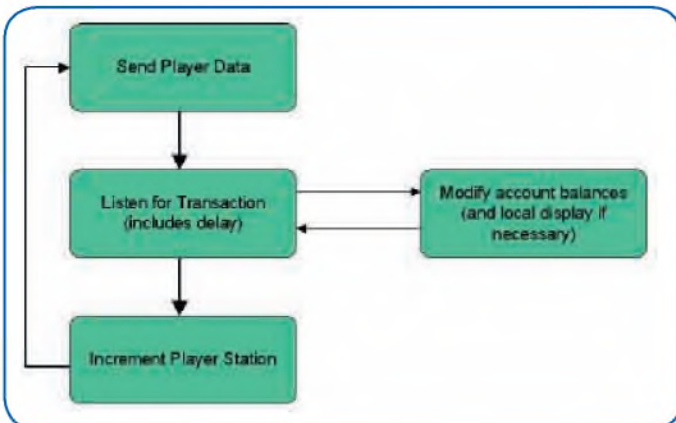 Send Player Data
Listen for Transaction
(includes delay)
Modify account balances
(and local display if
necessary)
Increment Player Station